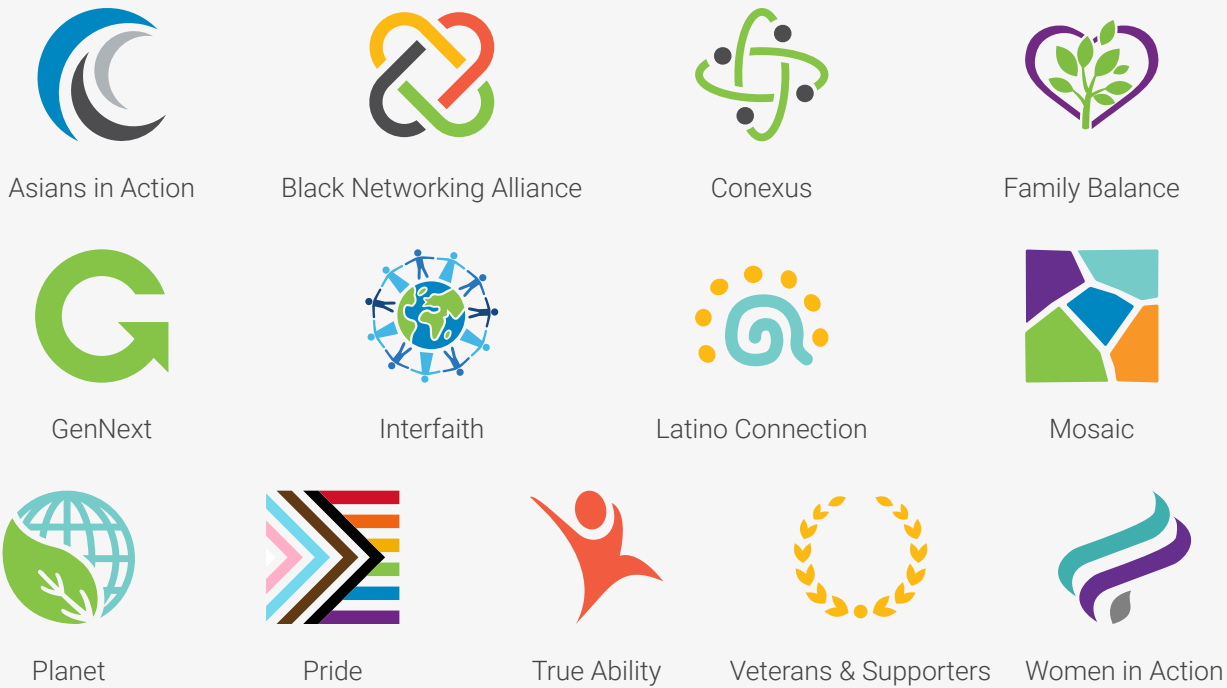 Asians in Action
Black Networking Alliance
Conexus
Family Balance
GenNext
Interfaith
Latino Connection
Mosaic
Planet
Pride
True Ability
Veterans & Supporters
Women in Action